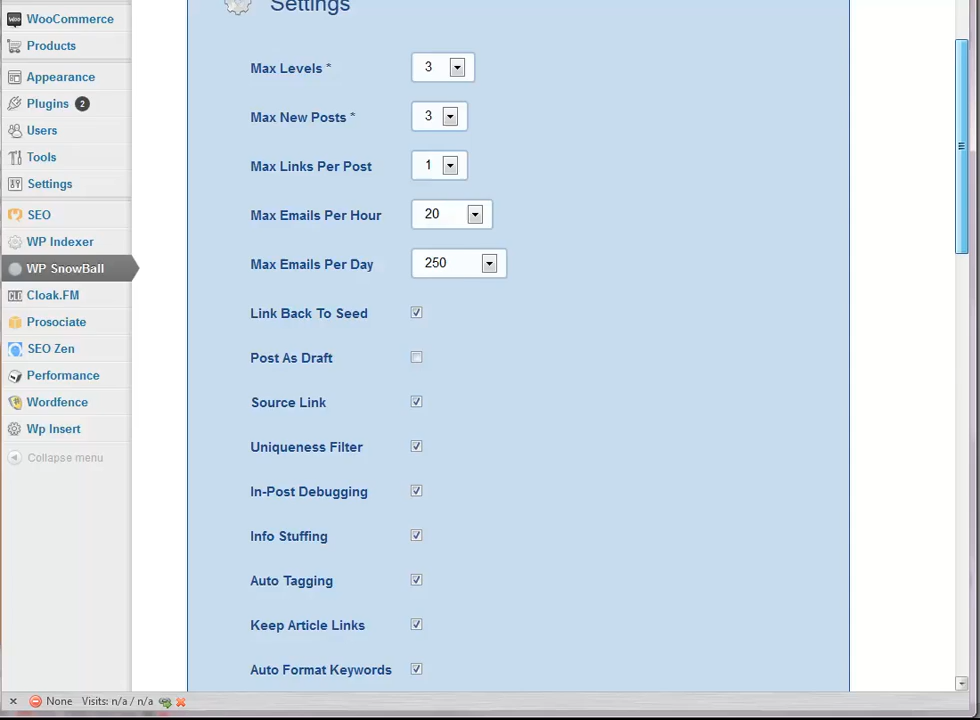 Settings
WooCommerce
Products
Appearance
Plugins 2
Users
Tools
Settings
SEO
WP Indexer
WP SnowBall
Cloak.FM
Prosociate
SEO Zen
Performance
Wordfence
Wp Insert
Collapse menu
Max Levels * 3
Max New Posts * 3
Max Links Per Post 1
Max Emails Per Hour 20
Max Emails Per Day 250
Link Back To Seed
Post As Draft
Source Link
Uniqueness Filter
In-Post Debugging
Info Stuffing
Auto Tagging
Keep Article Links
Auto Format Keywords
None Visits: n/a / n/a